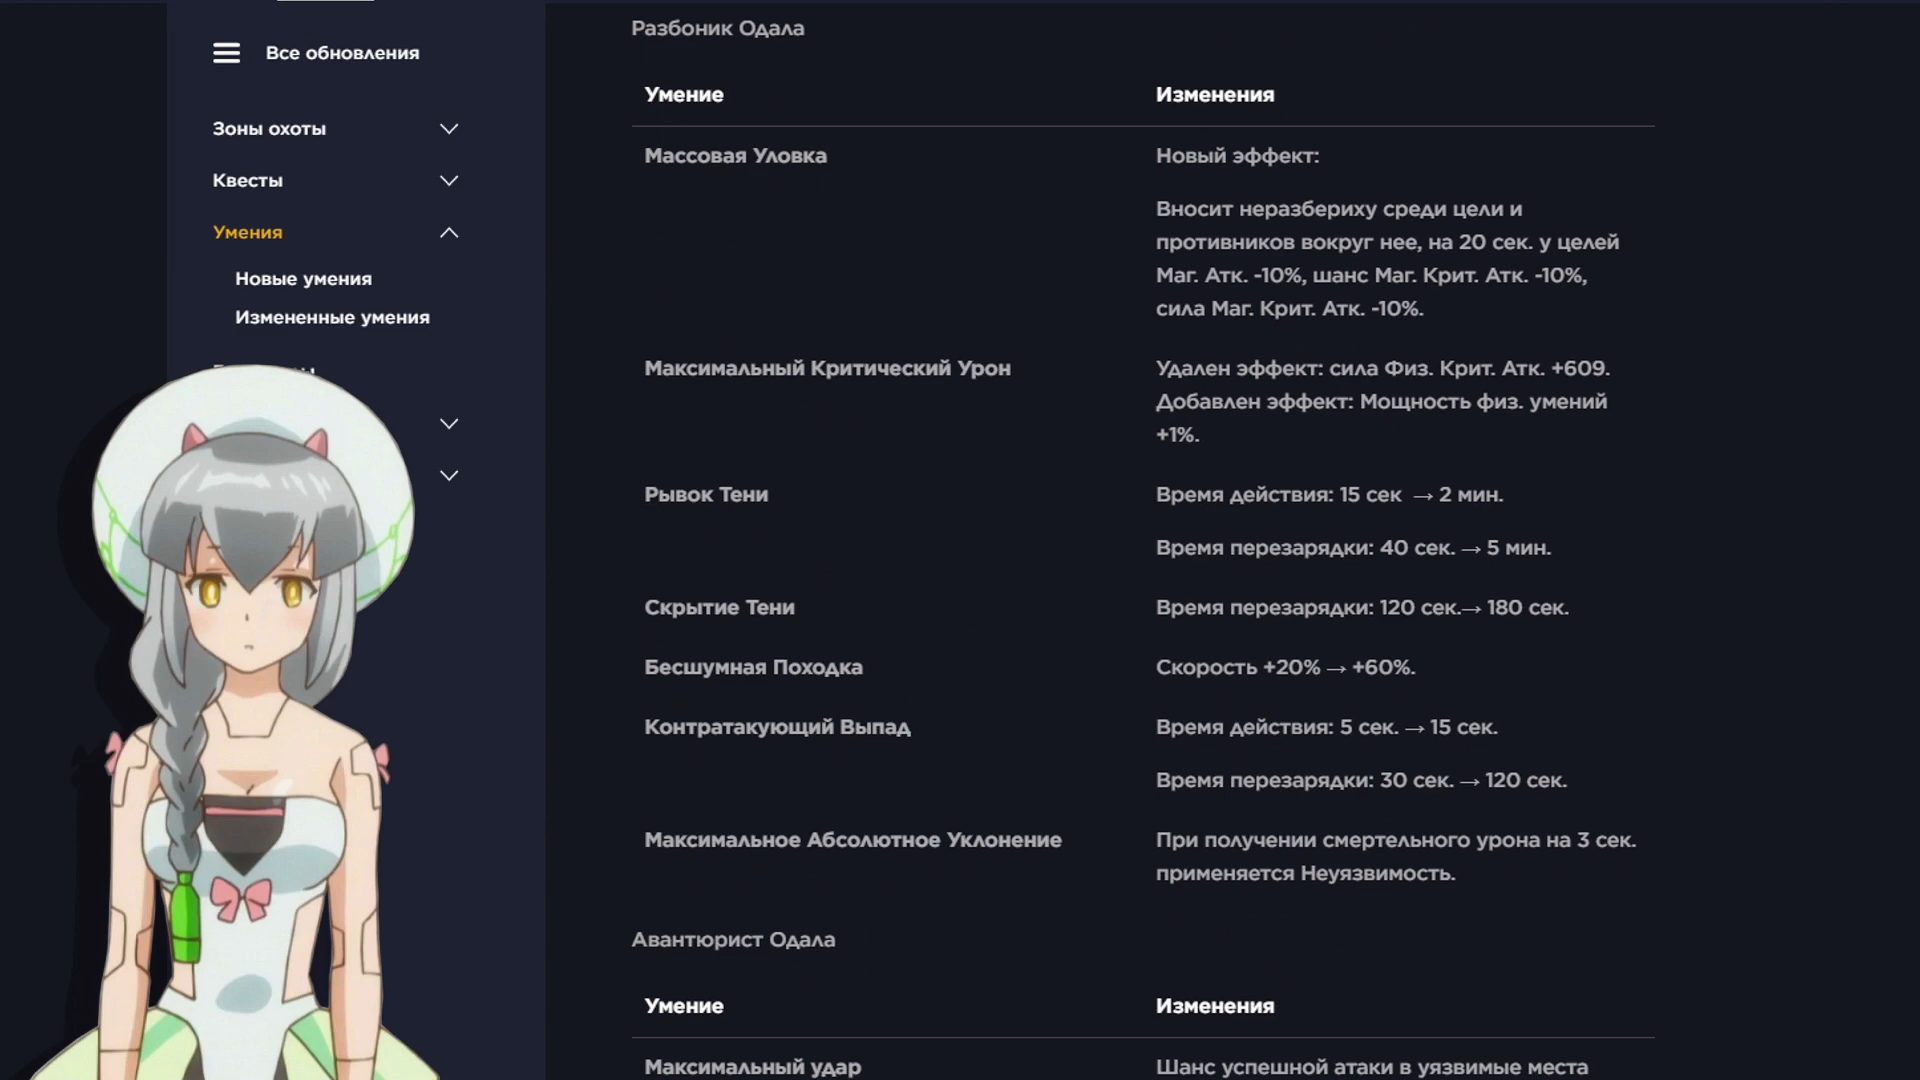 Все обновления
Зоны охоты
Квесты
Умения
Новые умения
Измененные умения
Разбоник Одала
Умение Изменения
Массовая Уловка Новый эффект:
Вносит неразбериху среди цели и
противников вокруг нее, на 20 сек. у целей
Маг. Атк. -10%, шанс Маг. Крит. Атк. -10%,
сила Маг. Крит. Атк. -10%.
Максимальный Критический Урон Удален эффект: сила Физ. Крит. Атк. +609.
Добавлен эффект: Мощность физ. умений
+1%.
Рывок Тени Время действия: 15 сек → 2 мин.
Время перезарядки: 40 сек. → 5 мин.
Скрытие Тени Время перезарядки: 120 сек.→ 180 сек.
Бесшумная Походка Скорость +20% → +60%.
Контратакующий Выпад Время действия: 5 сек. → 15 сек.
Время перезарядки: 30 сек. → 120 сек.
Максимальное Абсолютное Уклонение При получении смертельного урона на 3 сек.
применяется Неуязвимость.
Авантюрист Одала
Умение Изменения
Максимальный удар Шанс успешной атаки в уязвимые места